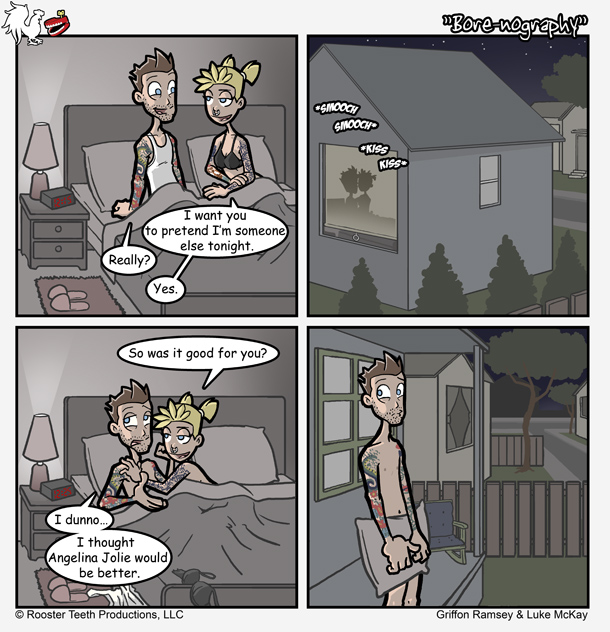 "Bore-nography"
I want you
to pretend I'm someone
else tonight.
Really?
Yes.
*SMOOCH
SMOOCH*
*KISS
KISS*
So was it good for you?
I dunno...
I thought
Angelina Jolie would
be better.
© Rooster Teeth Productions, LLC
Griffon Ramsey & Luke McKay